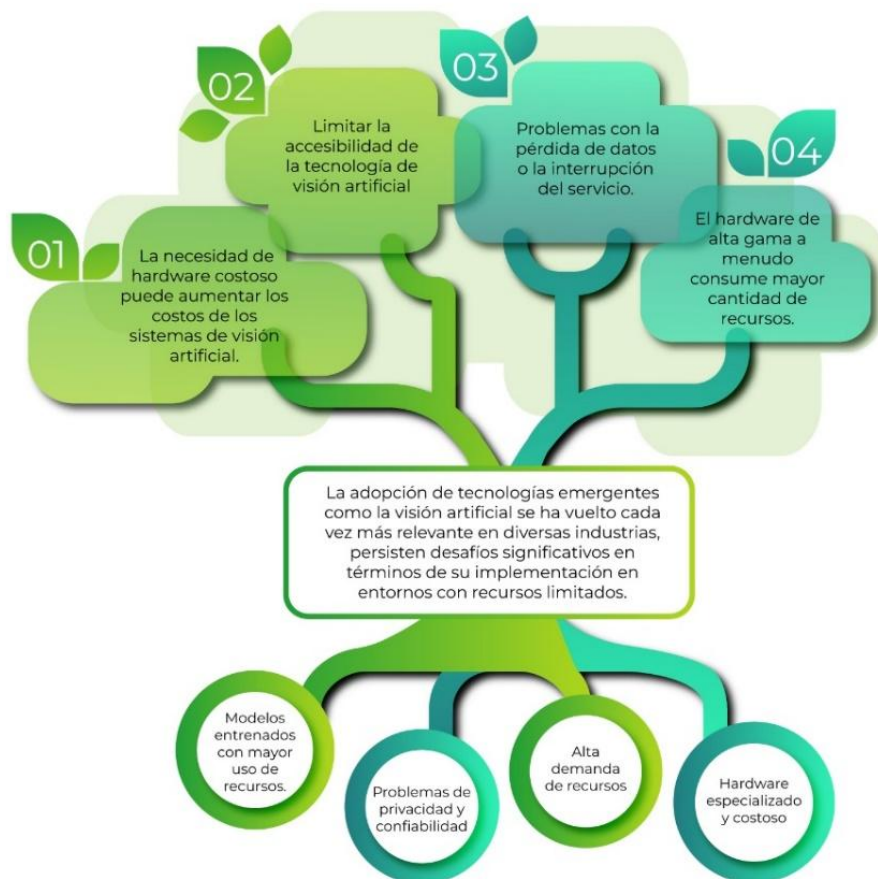 01
La necesidad de
hardware costoso
puede aumentar los
costos de los
sistemas de visión
artificial.
02
Limitar la
accesibilidad de
la tecnología de
visión artificial
03
Problemas con la
pérdida de datos
o la interrupción
del servicio.
04
El hardware de
alta gama a
menudo
consume mayor
cantidad de
recursos.
La adopción de tecnologías emergentes
como la visión artificial se ha vuelto cada
vez más relevante en diversas industrias,
persisten desafíos significativos en
términos de su implementación en
entornos con recursos limitados.
Modelos
entrenados
con mayor
uso de
recursos.
Problemas de
privacidad y
confiabilidad
Alta
demanda
de recursos
Hardware
especializado
y costoso